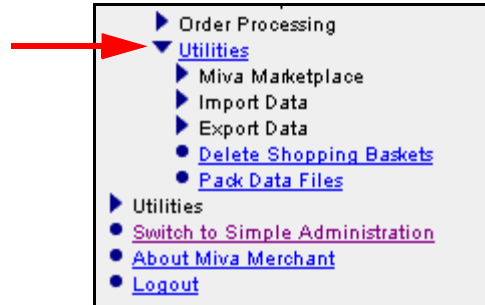 Order Processing
Utilities
Miva Marketplace
Import Data
Export Data
Delete Shopping Baskets
Pack Data Files
Utilities
Switch to Simple Administration
About Miva Merchant
Logout